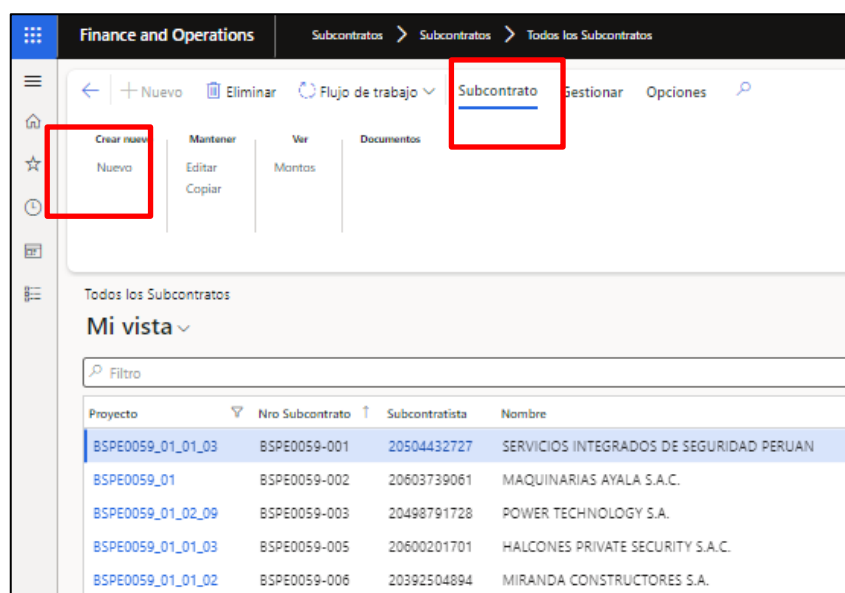 Finance and Operations Subcontratos Subcontratos Todos los Subcontratos
Nuevo Eliminar Flujo de trabajo Subcontrato Gestionar Opciones
Crear nuevo Mantener Ver Documentos
Nuevo Editar Montos
Copiar
Todos los Subcontratos
Mi vista
Filtro
Proyecto Nro Subcontrato Subcontratista Nombre
BSPE0059_01_01_03 BSPE0059-001 20504432727 SERVICIOS INTEGRADOS DE SEGURIDAD PERUAN
BSPE0059_01 BSPE0059-002 20603739061 MAQUINARIAS AYALA S.A.C.
BSPE0059_01_02_09 BSPE0059-003 20498791728 POWER TECHNOLOGY S.A.
BSPE0059_01_01_03 BSPE0059-005 20600201701 HALCONES PRIVATE SECURITY S.A.C.
BSPE0059_01_01_02 BSPE0059-006 20392504894 MIRANDA CONSTRUCTORES S.A.